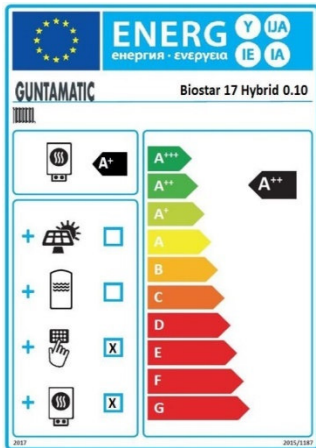 ENERG Y IJA
енергия · ενεργεια IE IA
GUNTAMATIC Biostar 17 Hybrid 0.10
A+
A+++
A++
A++
A+
A
B
C
D
E
F
G
+
+
+ X
+ X
2017 2015/1187